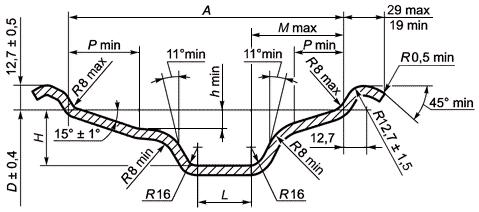 A
29 max
19 min
M max
P min
P min
12,7 ± 0,5
R8 max
11°min
11°min
h min
R8 max
R0,5 min
45° min
H
15° ± 1°
D ± 0,4
R8 min
R8 min
12,7
R12,7 ± 1,5
R16
L
R16